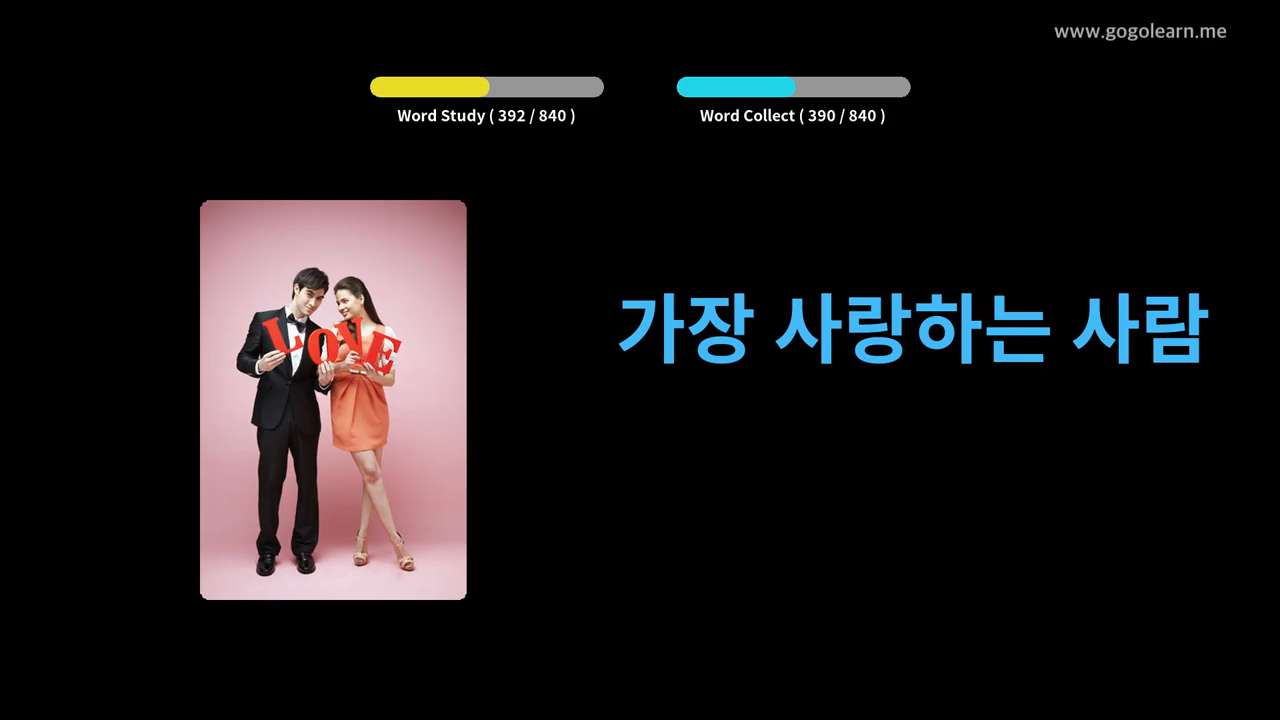 www.gogolearn.me
Word Study ( 392 / 840 )
Word Collect ( 390 / 840 )
가장 사랑하는 사람
LOVE